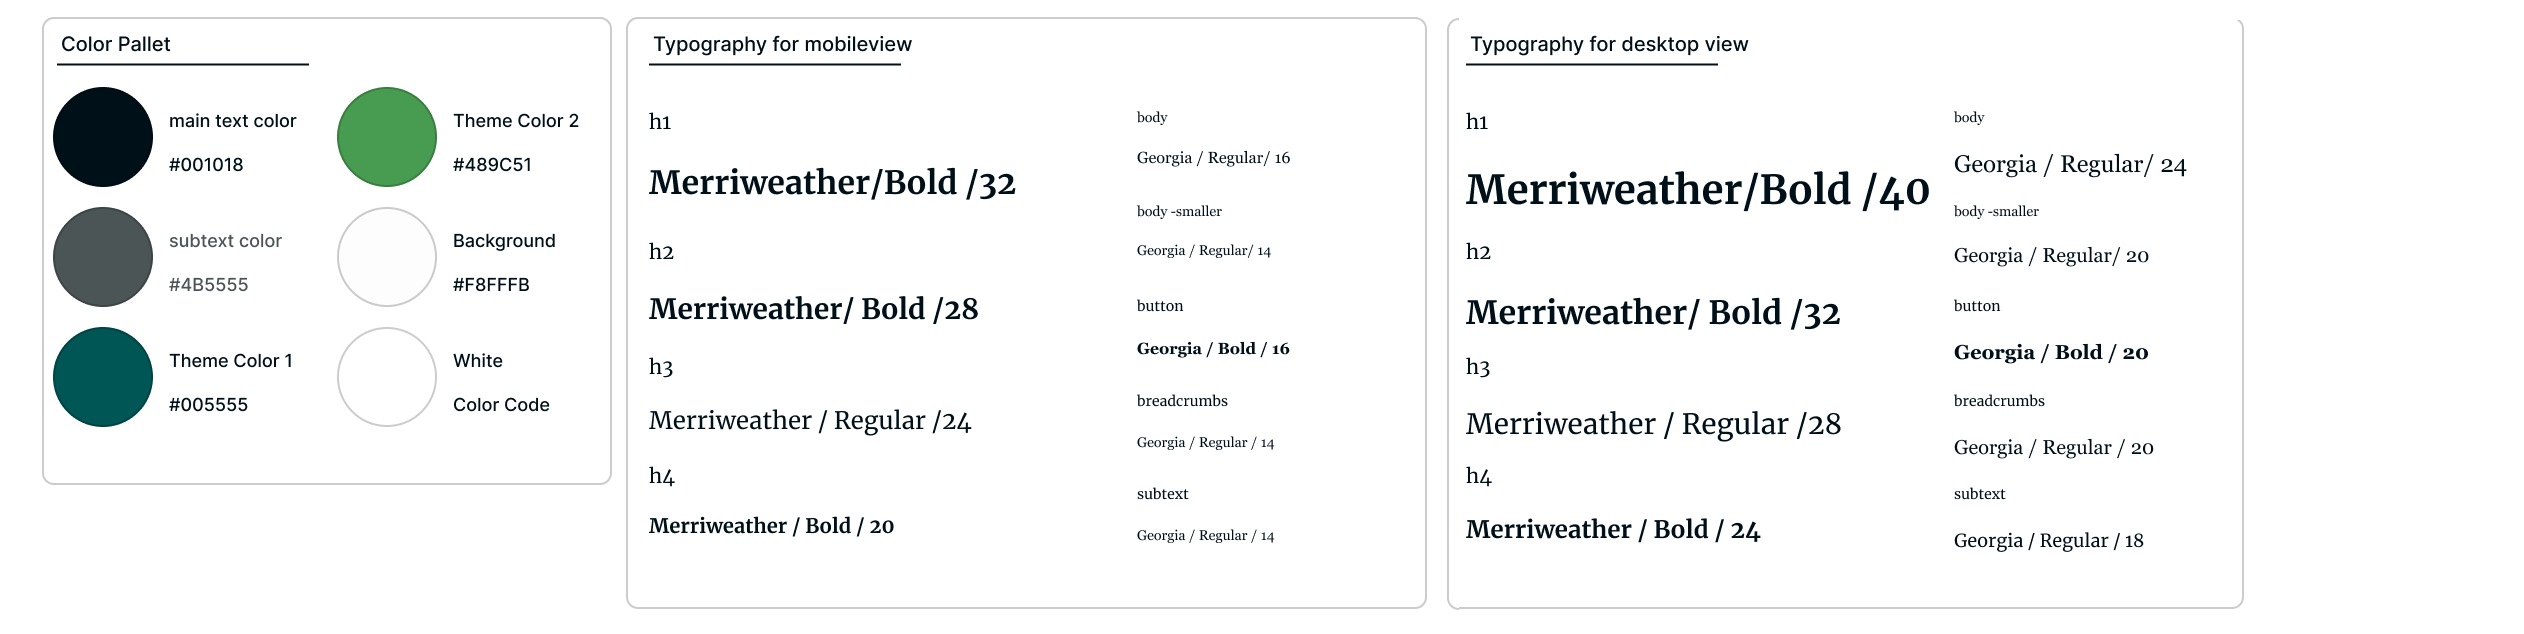 Color Pallet
main text color
#001018
Theme Color 2
#489C51
subtext color
#4B5555
Background
#F8FFFB
Theme Color 1
#005555
White
Color Code
Typography for mobileview
h1
Merriweather/Bold /32
h2
Merriweather/ Bold /28
h3
Merriweather / Regular /24
h4
Merriweather / Bold / 20
body
Georgia / Regular/ 16
body -smaller
Georgia / Regular/ 14
button
Georgia / Bold / 16
breadcrumbs
Georgia / Regular / 14
subtext
Georgia / Regular / 14
Typography for desktop view
h1
Merriweather/Bold /40
h2
Merriweather/ Bold /32
h3
Merriweather / Regular /28
h4
Merriweather / Bold / 24
body
Georgia / Regular/ 24
body -smaller
Georgia / Regular/ 20
button
Georgia / Bold / 20
breadcrumbs
Georgia / Regular / 20
subtext
Georgia / Regular / 18